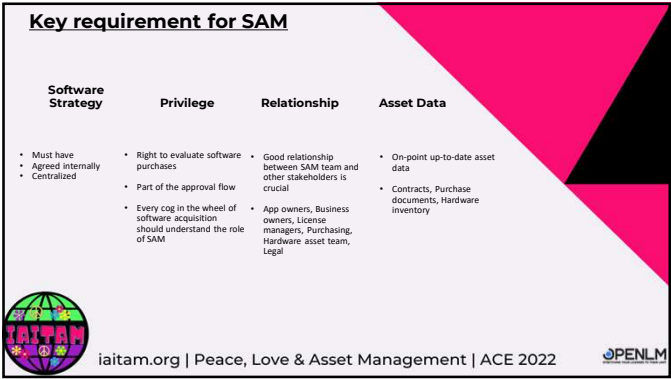 Key requirement for SAM
Software
Strategy
Privilege
Relationship
Asset Data
• Must have
• Agreed internally
• Centralized
• Right to evaluate software
purchases
• Part of the approval flow
• Every cog in the wheel of
software acquisition
should understand the role
of SAM
• Good relationship
between SAM team and
other stakeholders is
crucial
• App owners, Business
owners, License
managers, Purchasing,
Hardware asset team,
Legal
• On-point up-to-date asset
data
• Contracts, Purchase
documents, Hardware
inventory
IAITAM
iaitam.org | Peace, Love & Asset Management | ACE 2022
OPENLM